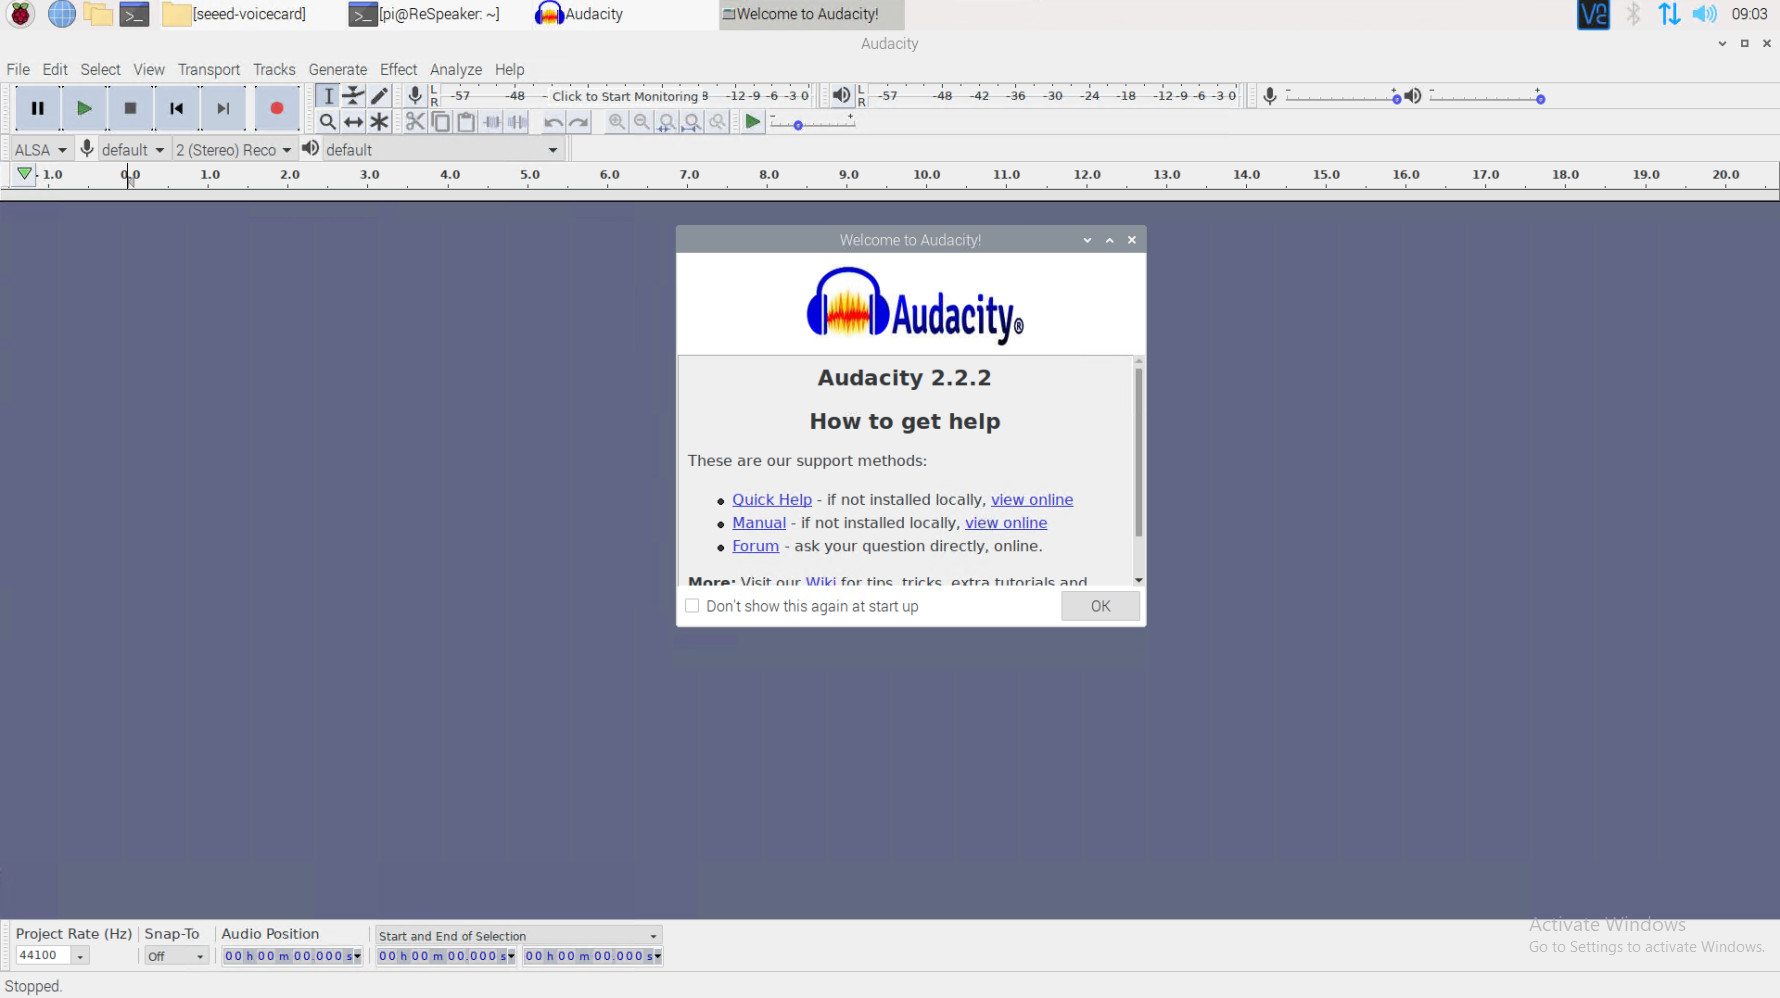 [seeed-voicecard] [pi@ReSpeaker: ~] Audacity Welcome to Audacity! 09:03
Audacity
File Edit Select View Transport Tracks Generate Effect Analyze Help
L R -57 -48 - Click to Start Monitoring 8 -12 -9 -6 -3 0 L R -57 -48 -42 -36 -30 -24 -18 -12 -9 -6 -3 0
ALSA default 2 (Stereo) Reco default
- 1.0 0.0 1.0 2.0 3.0 4.0 5.0 6.0 7.0 8.0 9.0 10.0 11.0 12.0 13.0 14.0 15.0 16.0 17.0 18.0 19.0 20.0
Welcome to Audacity!
Audacity®
Audacity 2.2.2
How to get help
These are our support methods:
Quick Help - if not installed locally, view online
Manual - if not installed locally, view online
Forum - ask your question directly, online.
More: Visit our Wiki for tips, tricks, extra tutorials and
Don't show this again at start up OK
Project Rate (Hz) Snap-To Audio Position Start and End of Selection
44100 Off 00 h 00 m 00.000 s 00 h 00 m 00.000 s 00 h 00 m 00.000 s
Activate Windows
Go to Settings to activate Windows.
Stopped.